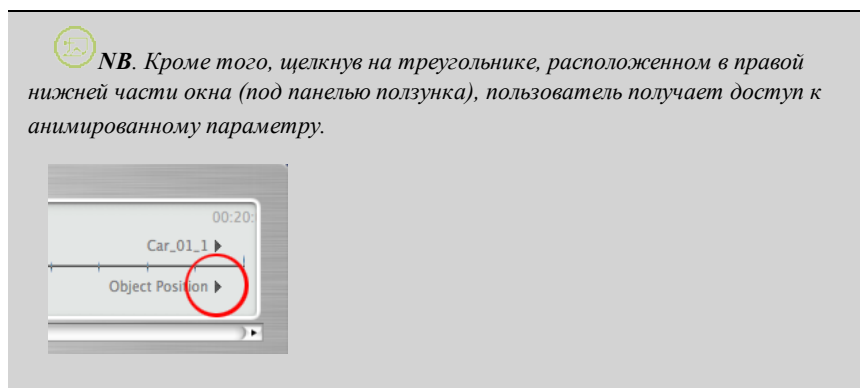 NB. Кроме того, щелкнув на треугольнике, расположенном в правой
нижней части окна (под панелью ползунка), пользователь получает доступ к
анимированному параметру.
00:20:
Car_01_1
Object Position